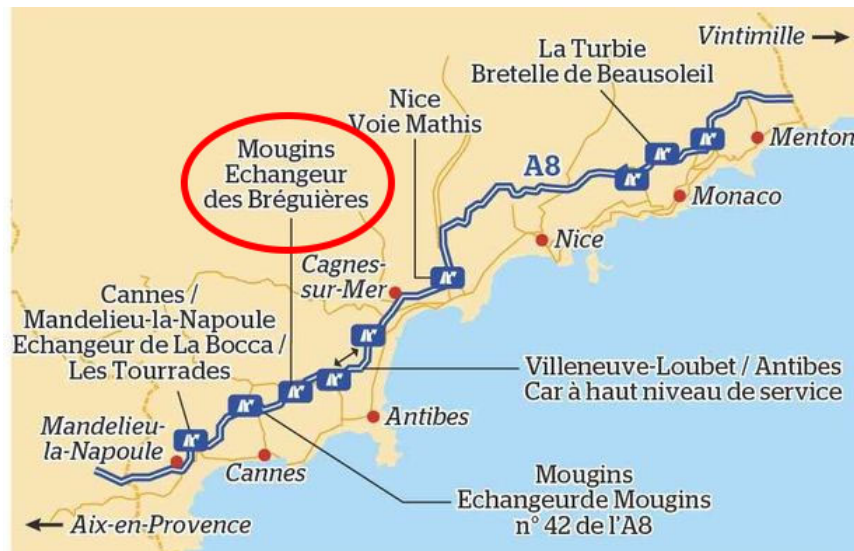 Vintimille
La Turbie
Bretelle de Beausoleil
Nice
Voie Mathis
Menton
Mougins
Echangeur
des Bréguières
A8
Monaco
Nice
Cagnes-
sur-Mer
Cannes /
Mandelieu-la-Napoule
Echangeur de La Bocca /
Les Tourrades
Villeneuve-Loubet / Antibes
Car à haut niveau de service
Antibes
Mandelieu-
la-Napoule
Cannes
Mougins
Echangeurde Mougins
n° 42 de l'A8
Aix-en-Provence